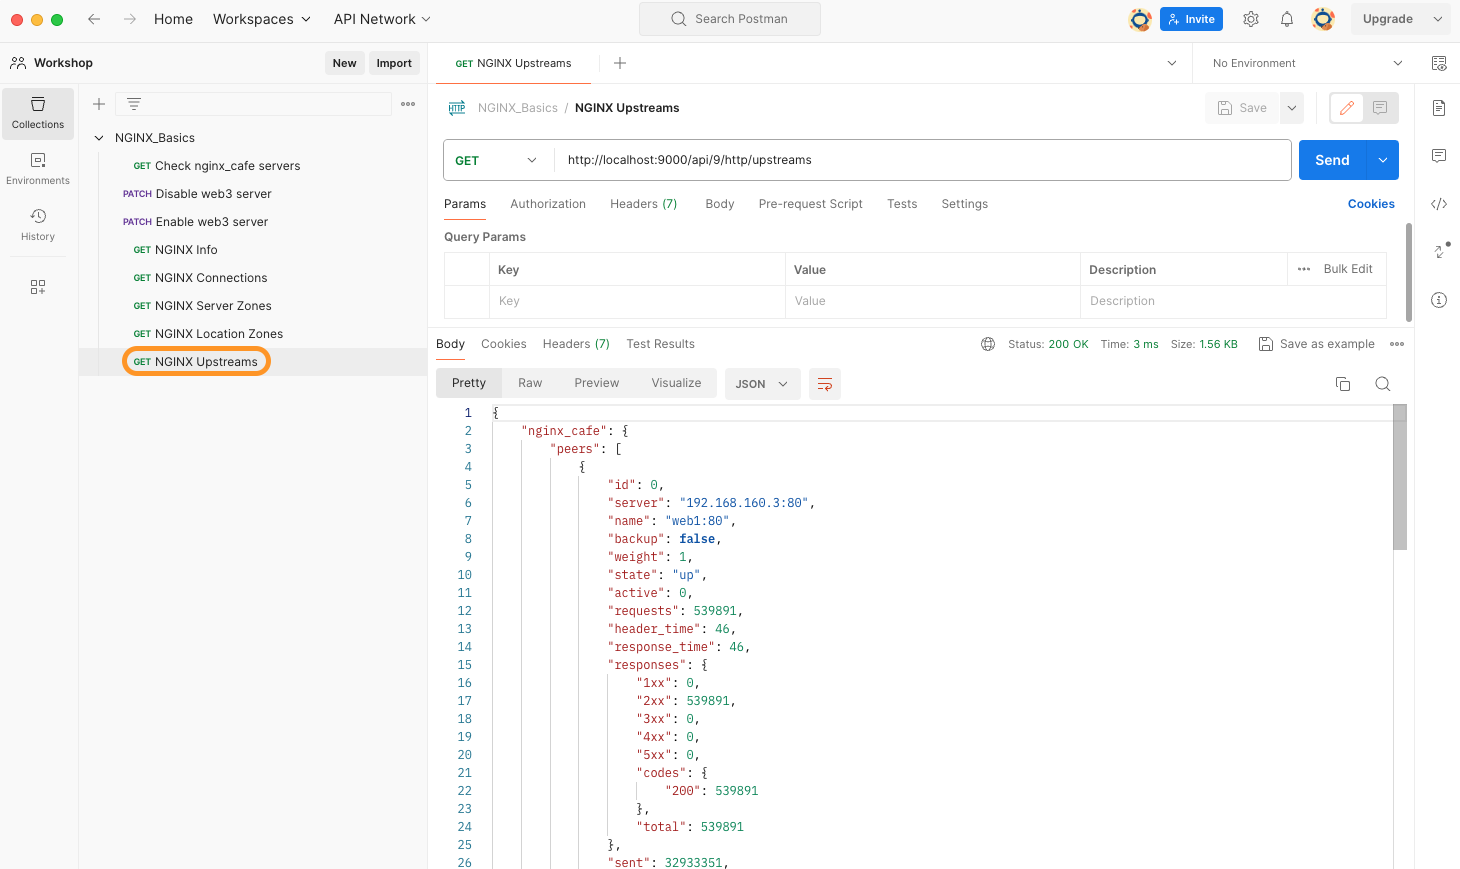 Home Workspaces API Network Search Postman Invite Upgrade
Workshop New Import GET NGINX Upstreams No Environment
Collections
Environments
History
NGINX_Basics
GET Check nginx_cafe servers
PATCH Disable web3 server
PATCH Enable web3 server
GET NGINX Info
GET NGINX Connections
GET NGINX Server Zones
GET NGINX Location Zones
GET NGINX Upstreams
HTTP NGINX_Basics / NGINX Upstreams Save
GET http://localhost:9000/api/9/http/upstreams Send
Params Authorization Headers (7) Body Pre-request Script Tests Settings Cookies
Query Params
Key Value Description ••• Bulk Edit
Key Value Description
Body Cookies Headers (7) Test Results Status: 200 OK Time: 3 ms Size: 1.56 KB Save as example
Pretty Raw Preview Visualize JSON
1 {
2 "nginx_cafe": {
3 "peers": [
4 {
5 "id": 0,
6 "server": "192.168.160.3:80",
7 "name": "web1:80",
8 "backup": false,
9 "weight": 1,
10 "state": "up",
11 "active": 0,
12 "requests": 539891,
13 "header_time": 46,
14 "response_time": 46,
15 "responses": {
16 "1xx": 0,
17 "2xx": 539891,
18 "3xx": 0,
19 "4xx": 0,
20 "5xx": 0,
21 "codes": {
22 "200": 539891
23 },
24 "total": 539891
25 },
26 "sent": 32933351,